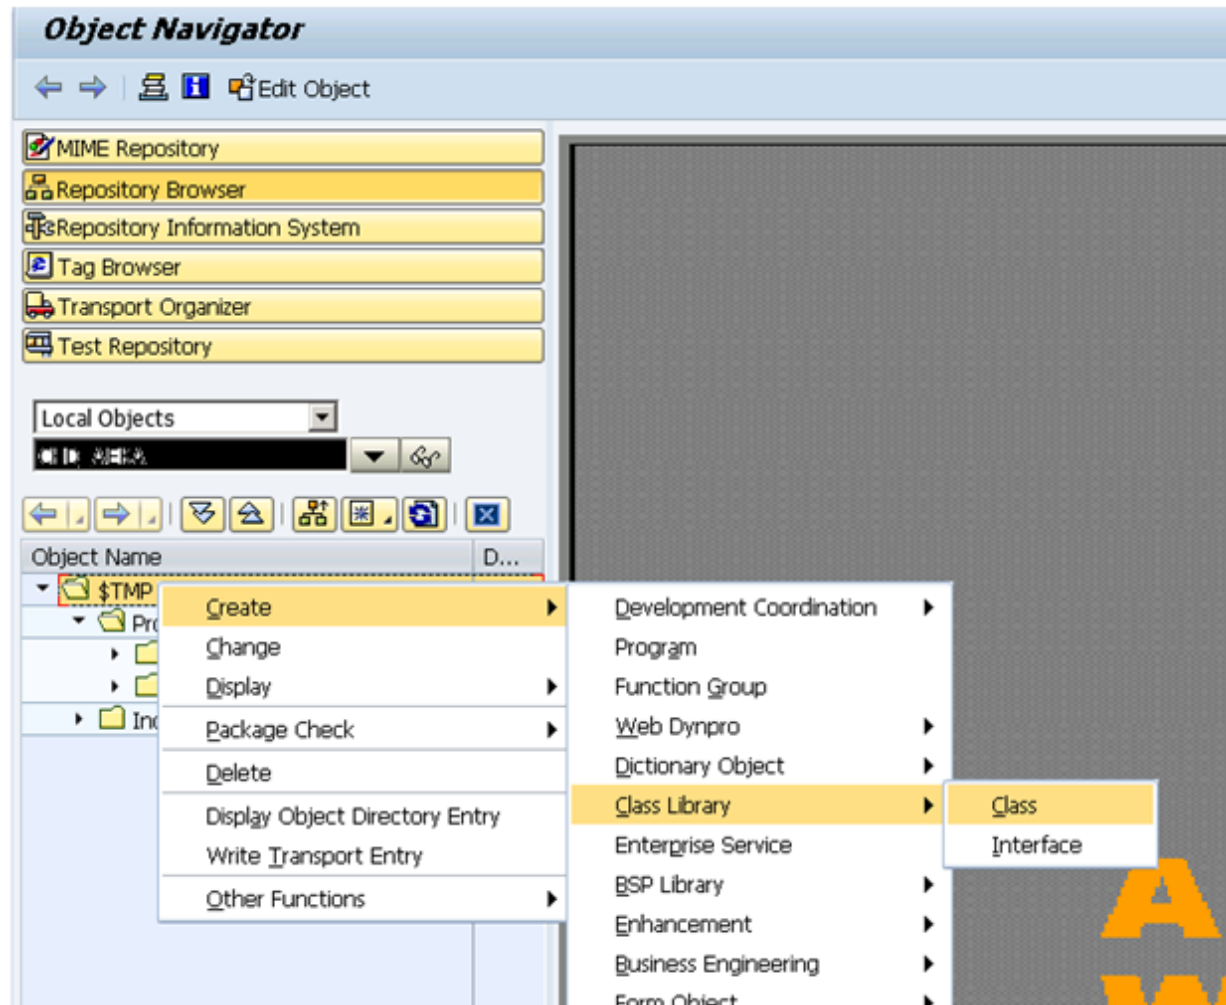 Object Navigator
Edit Object
MIME Repository
Repository Browser
Repository Information System
Tag Browser
Transport Organizer
Test Repository
Local Objects
Object Name D...
$TMP
Create
Change
Display
Package Check
Delete
Display Object Directory Entry
Write Transport Entry
Other Functions
Development Coordination
Program
Function Group
Web Dynpro
Dictionary Object
Class Library
Enterprise Service
BSP Library
Enhancement
Business Engineering
Form Object
Class
Interface
A